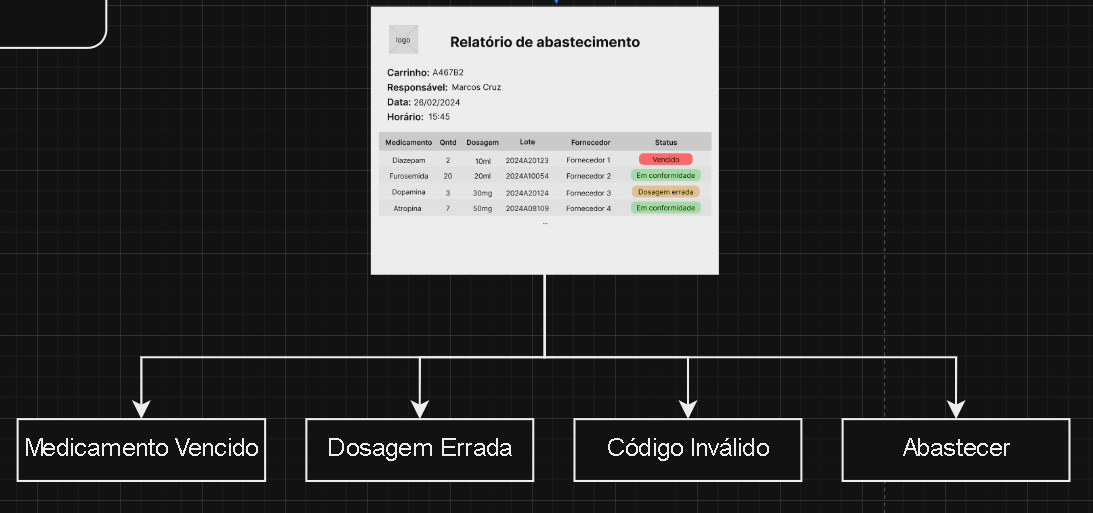 logo
Relatório de abastecimento
Carrinho: A467B2
Responsável: Marcos Cruz
Data: 26/02/2024
Horário: 15:45
Medicamento Qntd Dosagem Lote Fornecedor Status
Diazepam 2 10ml 2024A20123 Fornecedor 1 Vencido
Furosemida 20 20ml 2024A10054 Fornecedor 2 Em conformidade
Dopamina 3 30mg 2024A20124 Fornecedor 3 Dosagem errada
Atropina 7 50mg 2024A08109 Fornecedor 4 Em conformidade
...
Medicamento Vencido
Dosagem Errada
Código Inválido
Abastecer